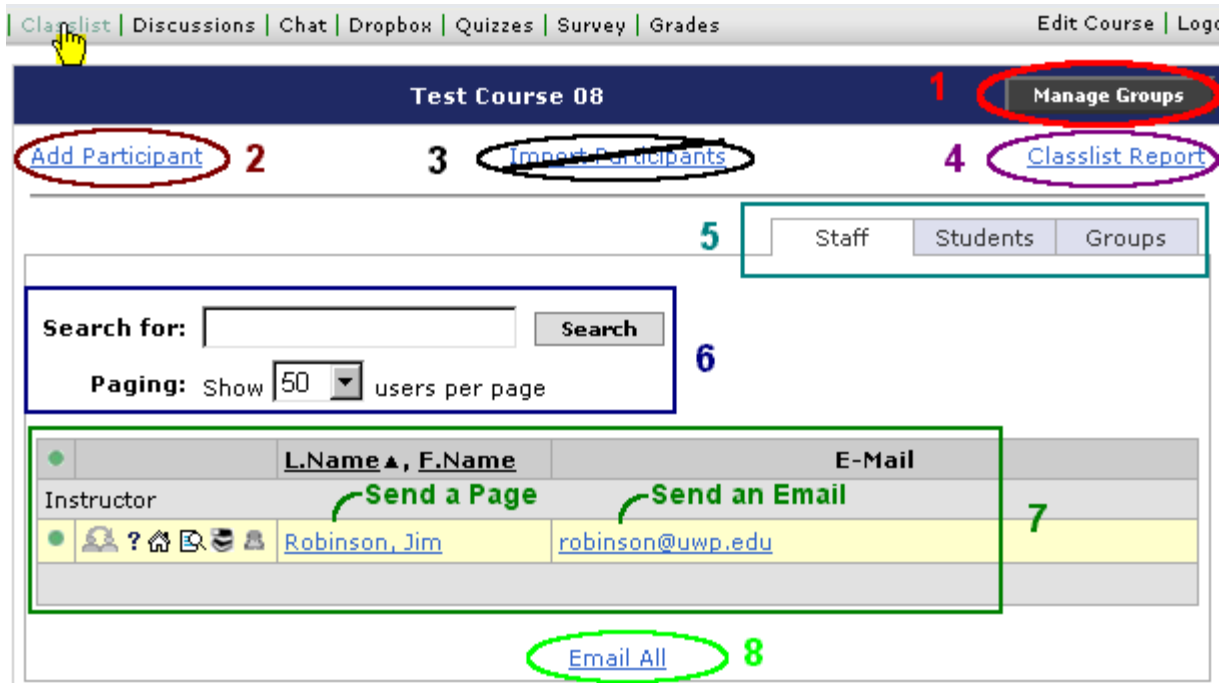 Classlist | Discussions | Chat | Dropbox | Quizzes | Survey | Grades Edit Course |
Test Course 08 1 Manage Groups
Add Participant 2 3 Import Participants 4 Classlist Report
5 Staff Students Groups
Search for: Search
6
Paging: Show 50 users per page
L.Name▲, F.Name E-Mail
Instructor Send a Page Send an Email
7
? Robinson, Jim robinson@uwp.edu
Email All 8